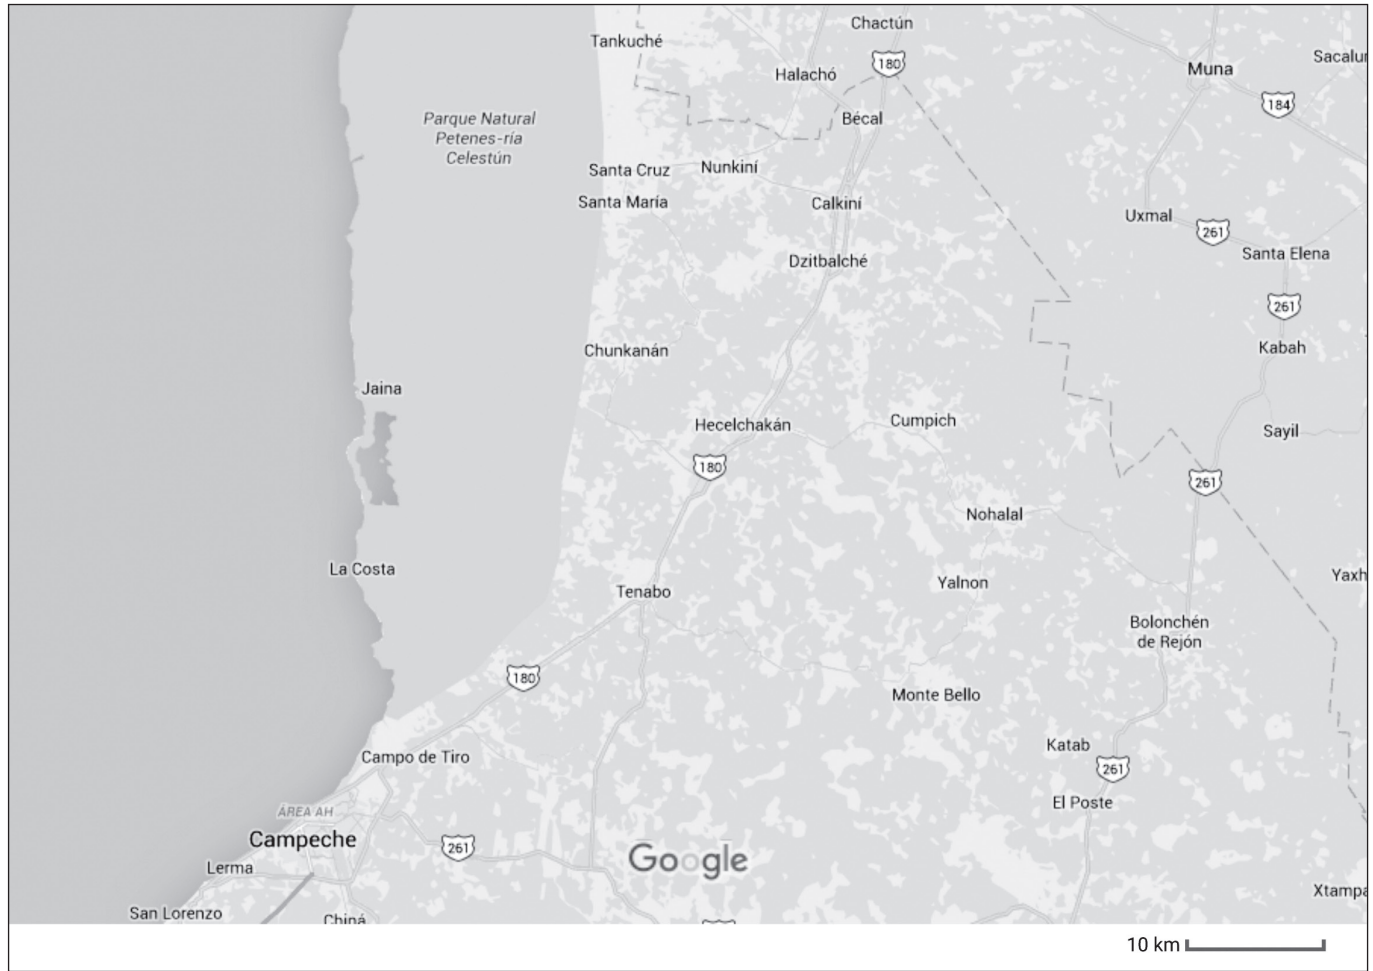 Chactún
Tankuché
Sacalu
180
Muna
Halachó
184
Parque Natural
Petenes-ría
Celestún
Bécal
Santa Cruz
Nunkiní
Santa María
Calkiní
Uxmal
261
Santa Elena
Dzitbalché
261
Chunkanán
Kabah
Jaina
Hecelchakán
Cumpich
Sayil
180
261
Nohalal
La Costa
Yaxh
Tenabo
Yalnon
Bolonchén
de Rejón
180
Monte Bello
Katab
Campo de Tiro
261
El Poste
ÁREA AH
Campeche
261
Google
Lerma
Xtampa
San Lorenzo
Chiná
10 km